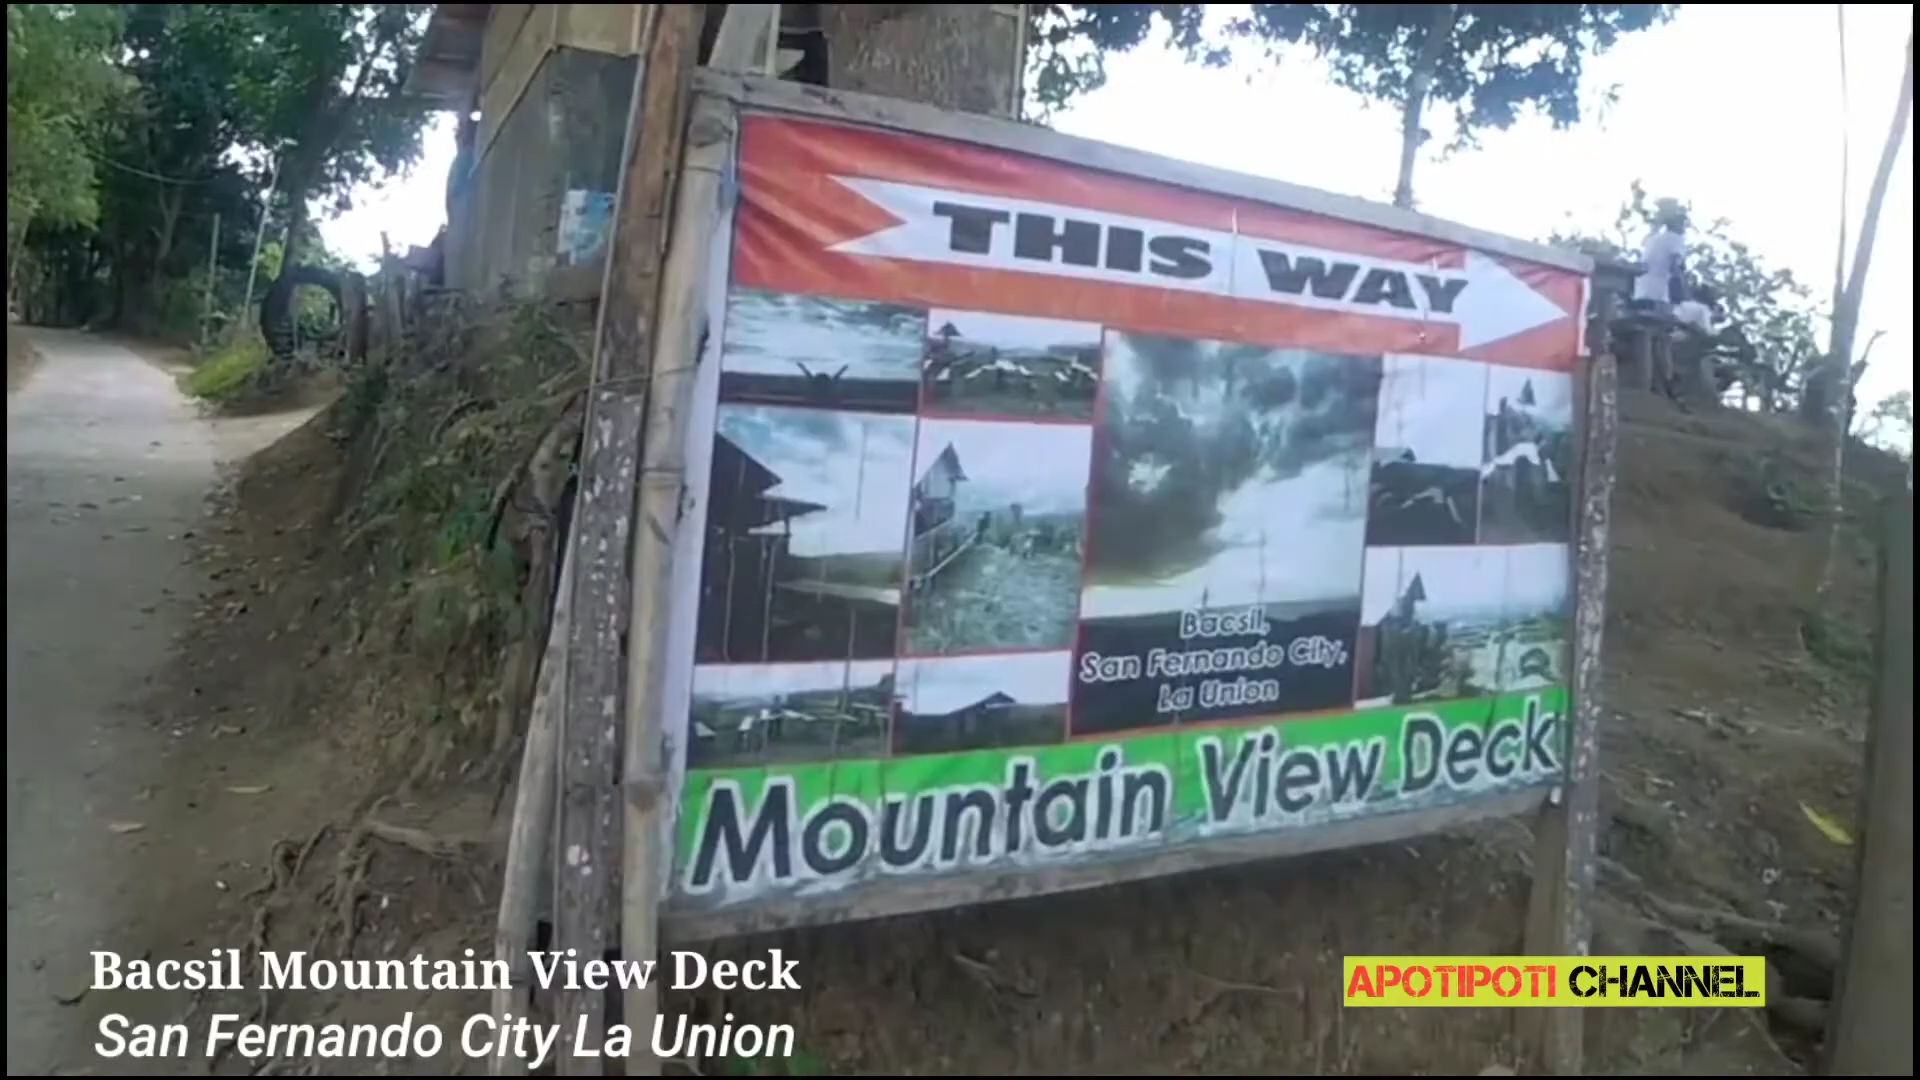 THIS WAY
Bacsil,
San Fernando City,
La Union
Mountain View Deck
Bacsil Mountain View Deck
San Fernando City La Union
APOTIPOTI CHANNEL